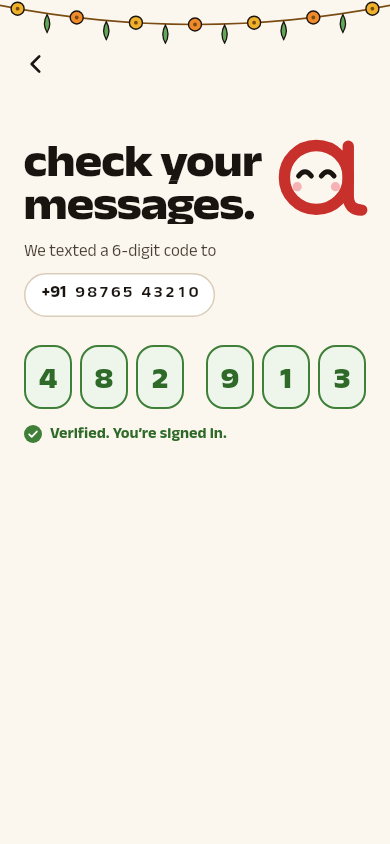 check your
messages.
We texted a 6-digit code to
+91 98765 43210
4 8 2 9 1 3
Verified. You're signed in.